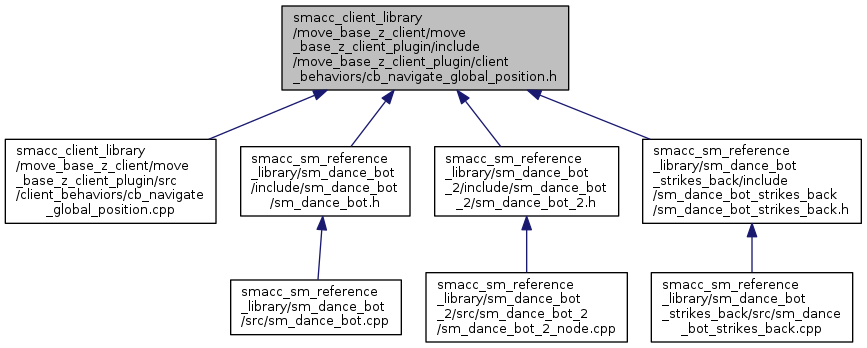 smacc_client_library
/move_base_z_client/move
_base_z_client_plugin/include
/move_base_z_client_plugin/client
_behaviors/cb_navigate_global_position.h
smacc_client_library
/move_base_z_client/move
_base_z_client_plugin/src
/client_behaviors/cb_navigate
_global_position.cpp
smacc_sm_reference
_library/sm_dance_bot
/include/sm_dance_bot
/sm_dance_bot.h
smacc_sm_reference
_library/sm_dance_bot
_2/include/sm_dance_bot
_2/sm_dance_bot_2.h
smacc_sm_reference
_library/sm_dance_bot
_strikes_back/include
/sm_dance_bot_strikes_back
/sm_dance_bot_strikes_back.h
smacc_sm_reference
_library/sm_dance_bot
/src/sm_dance_bot.cpp
smacc_sm_reference
_library/sm_dance_bot
_2/src/sm_dance_bot_2
/sm_dance_bot_2_node.cpp
smacc_sm_reference
_library/sm_dance_bot
_strikes_back/src/sm_dance
_bot_strikes_back.cpp